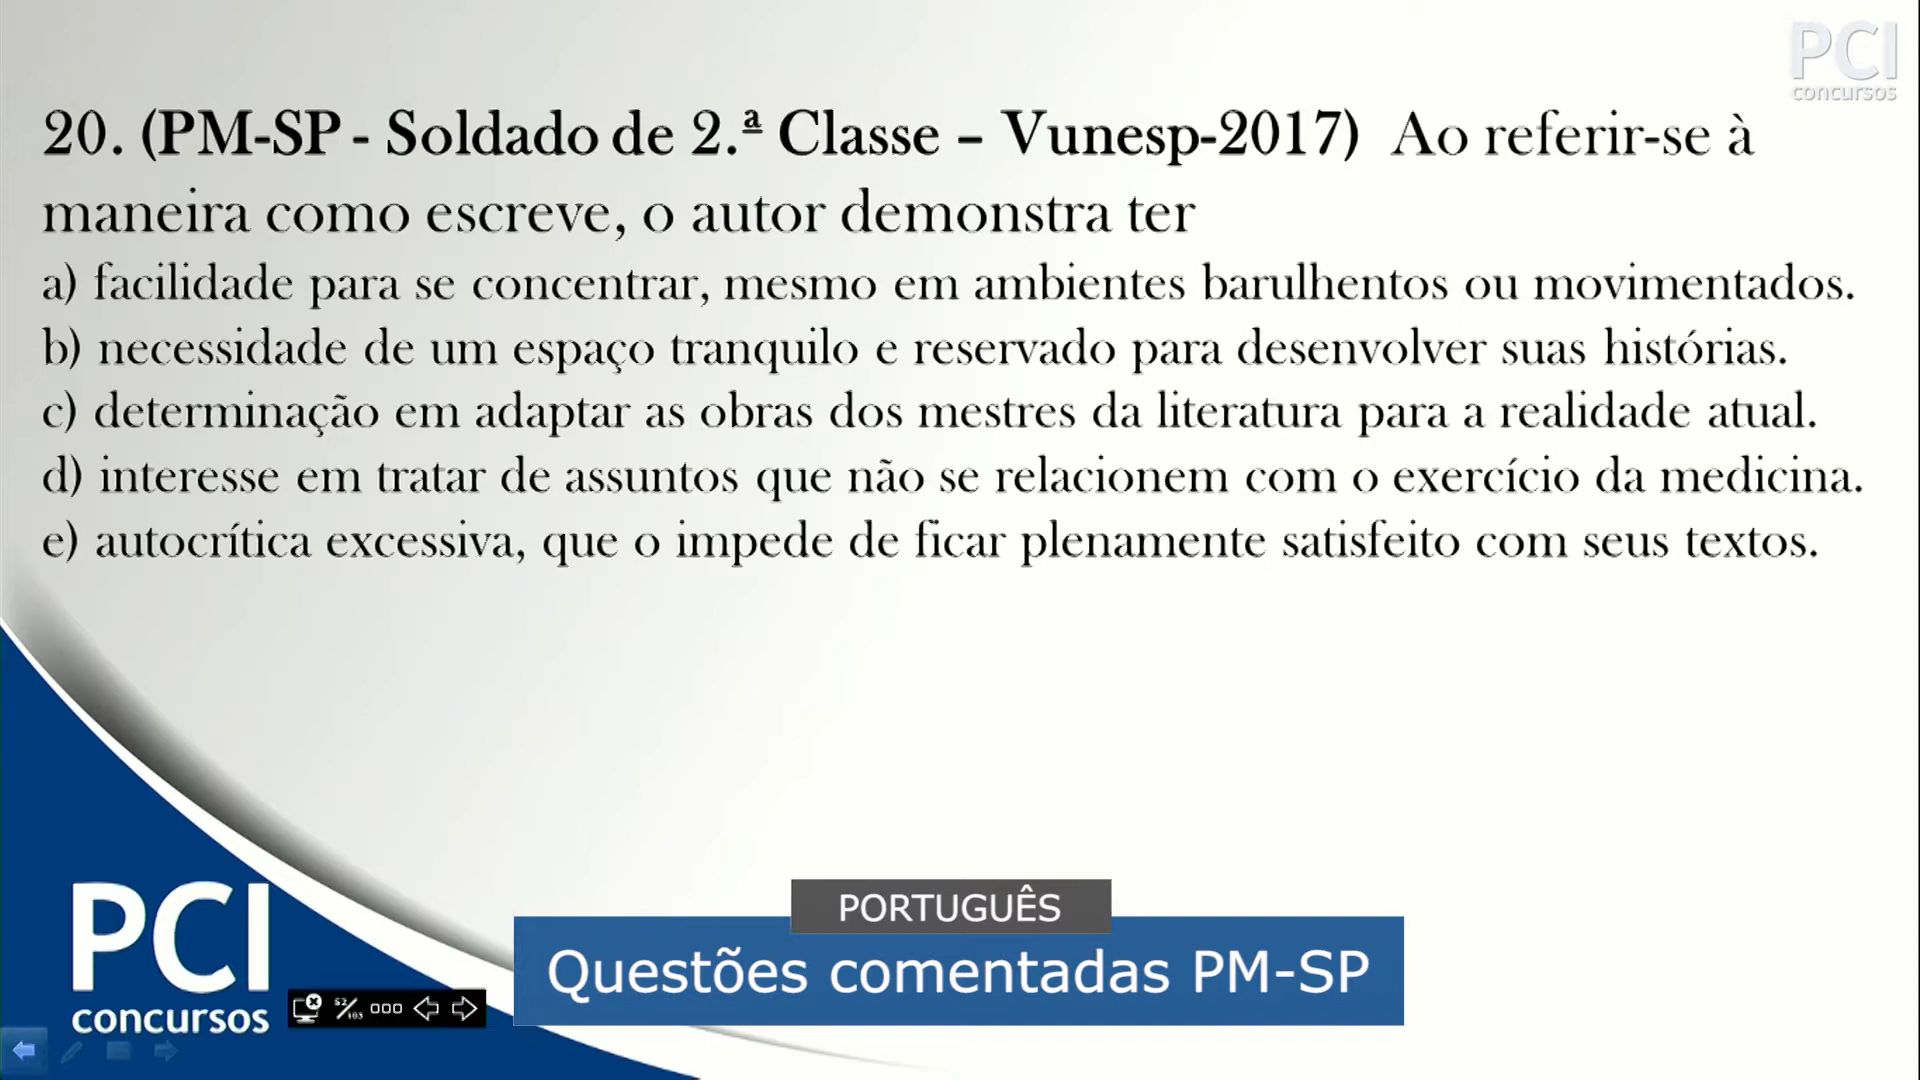 PCI
concursos
20. (PM-SP - Soldado de 2.ª Classe – Vunesp-2017) Ao referir-se à
maneira como escreve, o autor demonstra ter
a) facilidade para se concentrar, mesmo em ambientes barulhentos ou movimentados.
b) necessidade de um espaço tranquilo e reservado para desenvolver suas histórias.
c) determinação em adaptar as obras dos mestres da literatura para a realidade atual.
d) interesse em tratar de assuntos que não se relacionem com o exercício da medicina.
e) autocrítica excessiva, que o impede de ficar plenamente satisfeito com seus textos.
PORTUGUÊS
Questões comentadas PM-SP
PCI
concursos
52/103